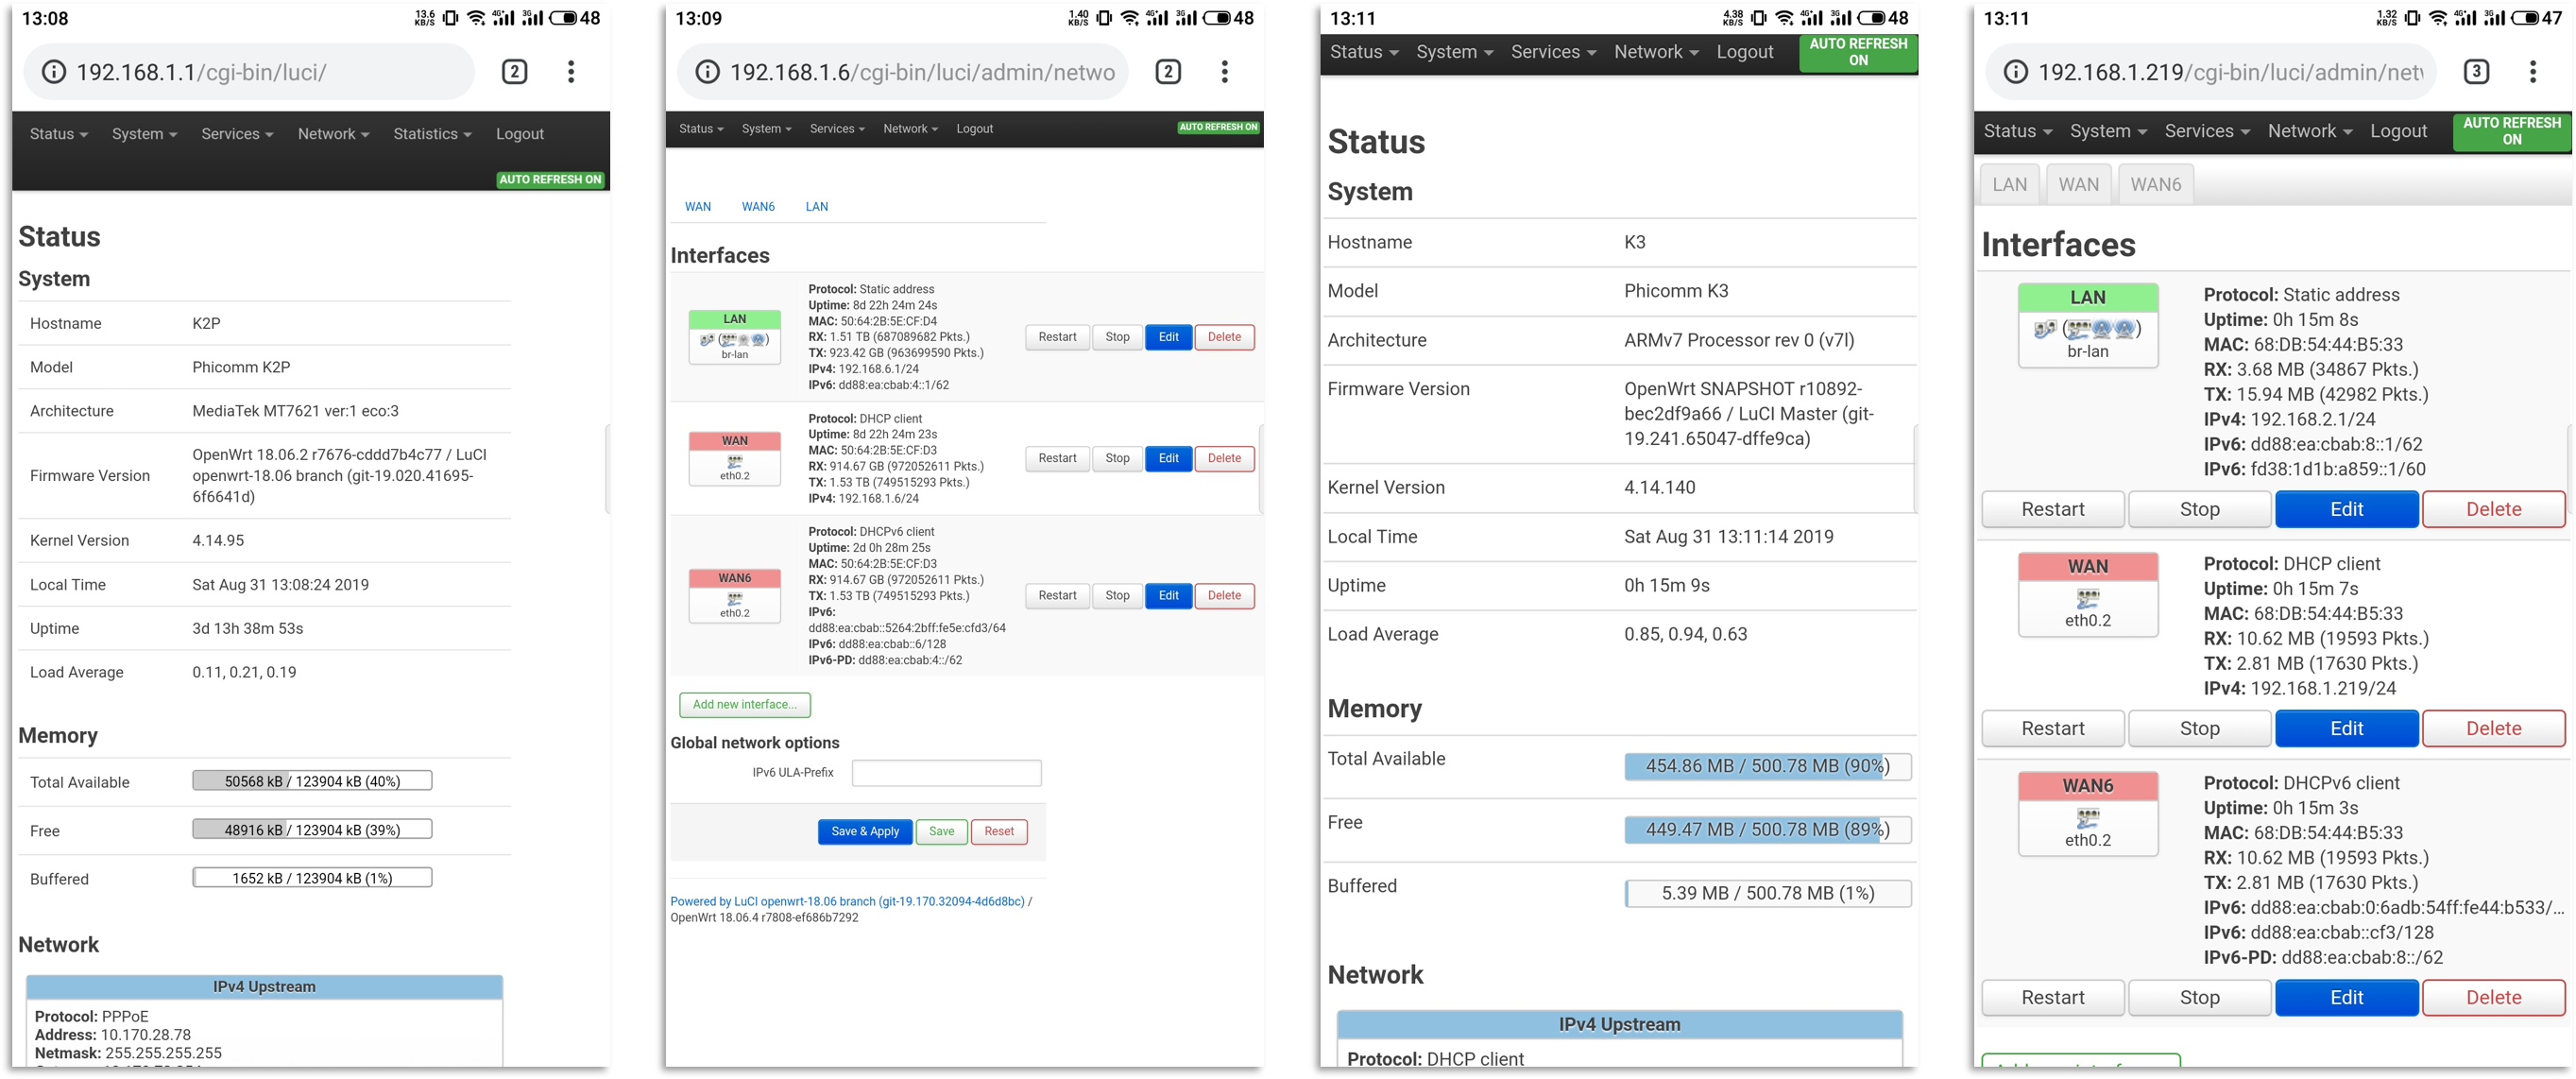 13:08
13.6 KB/S 4G+ 3G 48
192.168.1.1/cgi-bin/luci/
2
Status System Services Network Statistics Logout
AUTO REFRESH ON
Status
System
Hostname K2P
Model Phicomm K2P
Architecture MediaTek MT7621 ver:1 eco:3
Firmware Version OpenWrt 18.06.2 r7676-cddd7b4c77 / LuCI
openwrt-18.06 branch (git-19.020.41695-
6f6641d)
Kernel Version 4.14.95
Local Time Sat Aug 31 13:08:24 2019
Uptime 3d 13h 38m 53s
Load Average 0.11, 0.21, 0.19
Memory
Total Available 50568 kB / 123904 kB (40%)
Free 48916 kB / 123904 kB (39%)
Buffered 1652 kB / 123904 kB (1%)
Network
IPv4 Upstream
Protocol: PPPoE
Address: 10.170.28.78
Netmask: 255.255.255.255
13:09
1.40 KB/S 4G+ 3G 48
192.168.1.6/cgi-bin/luci/admin/netwo
2
Status System Services Network Logout AUTO REFRESH ON
WAN WAN6 LAN
Interfaces
LAN
br-lan
Protocol: Static address
Uptime: 8d 22h 24m 24s
MAC: 50:64:2B:5E:CF:D4
RX: 1.51 TB (687089682 Pkts.)
TX: 923.42 GB (963699590 Pkts.)
IPv4: 192.168.6.1/24
IPv6: dd88:ea:cbab:4::1/62
Restart Stop Edit Delete
WAN
eth0.2
Protocol: DHCP client
Uptime: 8d 22h 24m 23s
MAC: 50:64:2B:5E:CF:D3
RX: 914.67 GB (972052611 Pkts.)
TX: 1.53 TB (749515293 Pkts.)
IPv4: 192.168.1.6/24
Restart Stop Edit Delete
WAN6
eth0.2
Protocol: DHCPv6 client
Uptime: 2d 0h 28m 25s
MAC: 50:64:2B:5E:CF:D3
RX: 914.67 GB (972052611 Pkts.)
TX: 1.53 TB (749515293 Pkts.)
IPv6:
dd88:ea:cbab::5264:2bff:fe5e:cfd3/64
IPv6: dd88:ea:cbab::6/128
IPv6-PD: dd88:ea:cbab:4::/62
Restart Stop Edit Delete
Add new interface...
Global network options
IPv6 ULA-Prefix
Save & Apply Save Reset
Powered by LuCI openwrt-18.06 branch (git-19.170.32094-4d6d8bc) /
OpenWrt 18.06.4 r7808-ef686b7292
13:11
4.38 KB/S 4G+ 3G 48
Status System Services Network Logout AUTO REFRESH
ON
Status
System
Hostname K3
Model Phicomm K3
Architecture ARMv7 Processor rev 0 (v7l)
Firmware Version OpenWrt SNAPSHOT r10892-
bec2df9a66 / LuCI Master (git-
19.241.65047-dffe9ca)
Kernel Version 4.14.140
Local Time Sat Aug 31 13:11:14 2019
Uptime 0h 15m 9s
Load Average 0.85, 0.94, 0.63
Memory
Total Available 454.86 MB / 500.78 MB (90%)
Free 449.47 MB / 500.78 MB (89%)
Buffered 5.39 MB / 500.78 MB (1%)
Network
IPv4 Upstream
Protocol: DHCP client
13:11
1.32 KB/S 4G+ 3G 47
192.168.1.219/cgi-bin/luci/admin/net
3
Status System Services Network Logout AUTO REFRESH
ON
LAN WAN WAN6
Interfaces
LAN
br-lan
Protocol: Static address
Uptime: 0h 15m 8s
MAC: 68:DB:54:44:B5:33
RX: 3.68 MB (34867 Pkts.)
TX: 15.94 MB (42982 Pkts.)
IPv4: 192.168.2.1/24
IPv6: dd88:ea:cbab:8::1/62
IPv6: fd38:1d1b:a859::1/60
Restart Stop Edit Delete
WAN
eth0.2
Protocol: DHCP client
Uptime: 0h 15m 7s
MAC: 68:DB:54:44:B5:33
RX: 10.62 MB (19593 Pkts.)
TX: 2.81 MB (17630 Pkts.)
IPv4: 192.168.1.219/24
Restart Stop Edit Delete
WAN6
eth0.2
Protocol: DHCPv6 client
Uptime: 0h 15m 3s
MAC: 68:DB:54:44:B5:33
RX: 10.62 MB (19593 Pkts.)
TX: 2.81 MB (17630 Pkts.)
IPv6: dd88:ea:cbab:0:6adb:54ff:fe44:b533/...
IPv6: dd88:ea:cbab::cf3/128
IPv6-PD: dd88:ea:cbab:8::/62
Restart Stop Edit Delete